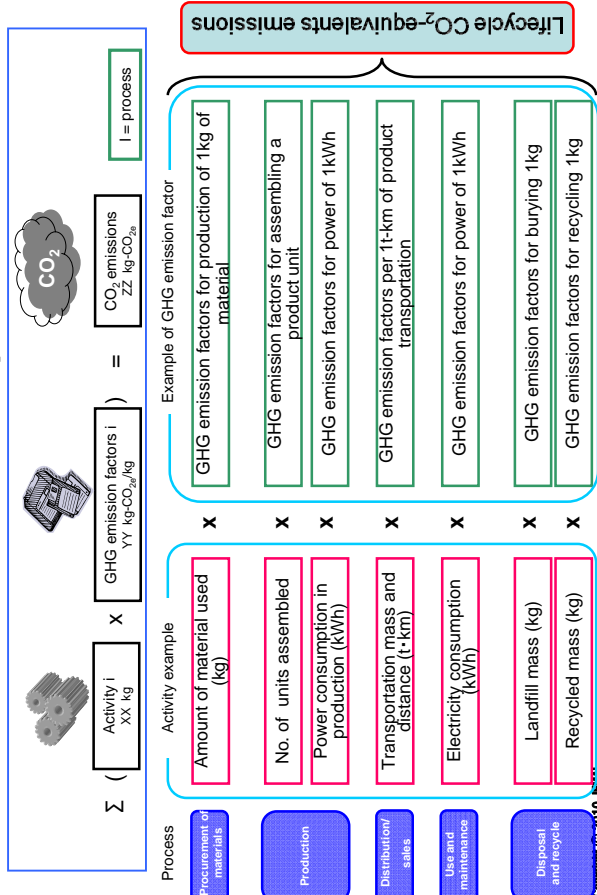 Σ (
Activity i
XX kg
x
GHG emission factors i
YY kg-CO2e/kg
) =
CO2
CO2 emissions
ZZ kg-CO2e
I = process
Process
Activity example
Example of GHG emission factor
Procurement of
materials
Amount of material used
(kg)
x
GHG emission factors for production of 1kg of
material
Production
No. of units assembled
x
GHG emission factors for assembling a
product unit
Power consumption in
production (kWh)
x
GHG emission factors for power of 1kWh
Distribution/
sales
Transportation mass and
distance (t･km)
x
GHG emission factors per 1t-km of product
transportation
Use and
maintenance
Electricity consumption
(kWh)
x
GHG emission factors for power of 1kWh
Disposal
and recycle
Landfill mass (kg)
x
GHG emission factors for burying 1kg
Recycled mass (kg)
x
GHG emission factors for recycling 1kg
Lifecycle CO2-equivalents emissions
2010